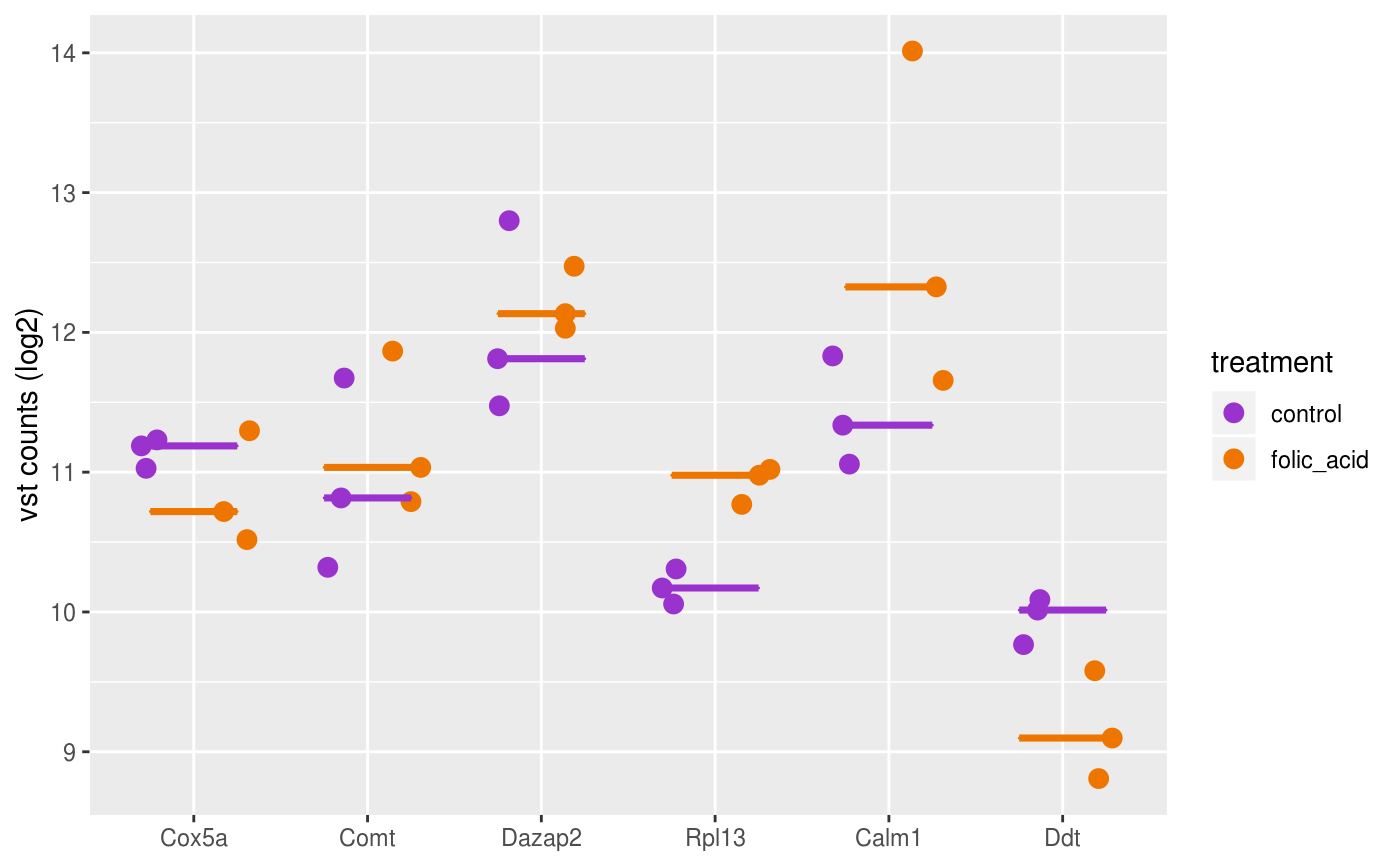 vst counts (log2)
14
13
12
11
10
9
Cox5a Comt Dazap2 Rpl13 Calm1 Ddt
treatment
control
folic_acid